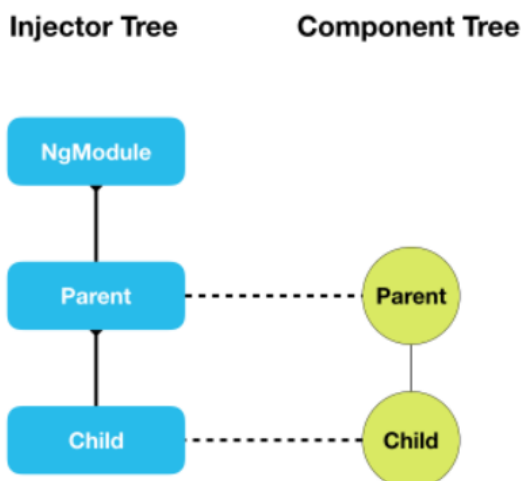 Injector Tree
Component Tree
NgModule
Parent
Parent
Child
Child